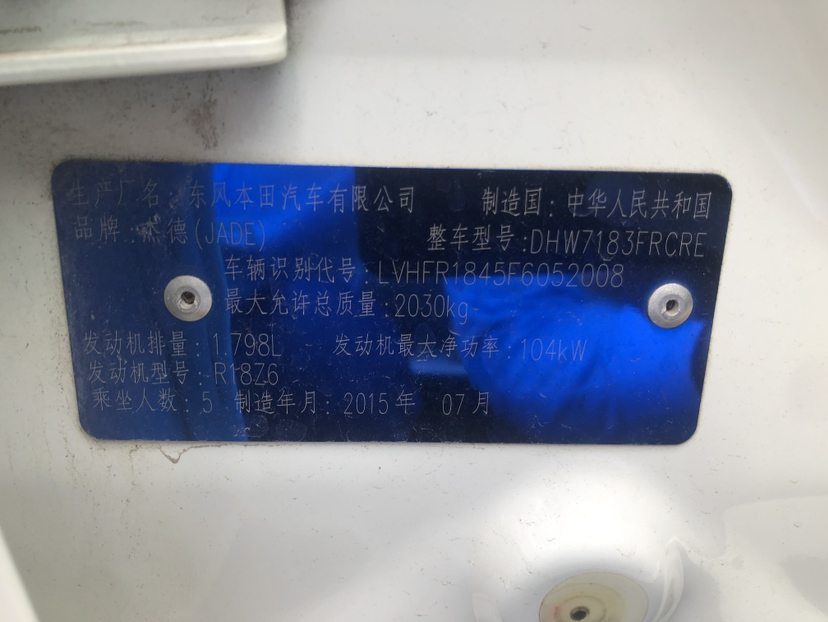 生产厂名：东风本田汽车有限公司 制造国：中华人民共和国
品牌：杰德(JADE) 整车型号：DHW7183FRCRE
车辆识别代号：LVHFR1845F6052008
最大允许总质量：2030kg
发动机排量：1.798L 发动机最大净功率：104kW
发动机型号：R18Z6
乘坐人数：5 制造年月：2015年 07月